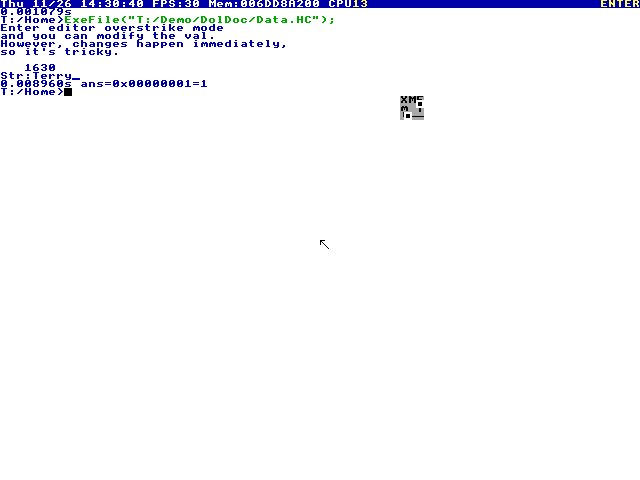 Thu 11/26 14:30:40 FPS:30 Mem:006DD8A200 CPU13 ENTER
0.001079s
T:/Home>ExeFile("T:/Demo/DolDoc/Data.HC");
Enter editor overstrike mode
and you can modify the val.
However, changes happen immediately,
so it's tricky.
1630
Str:Terry_
0.008960s ans=0x00000001=1
T:/Home>